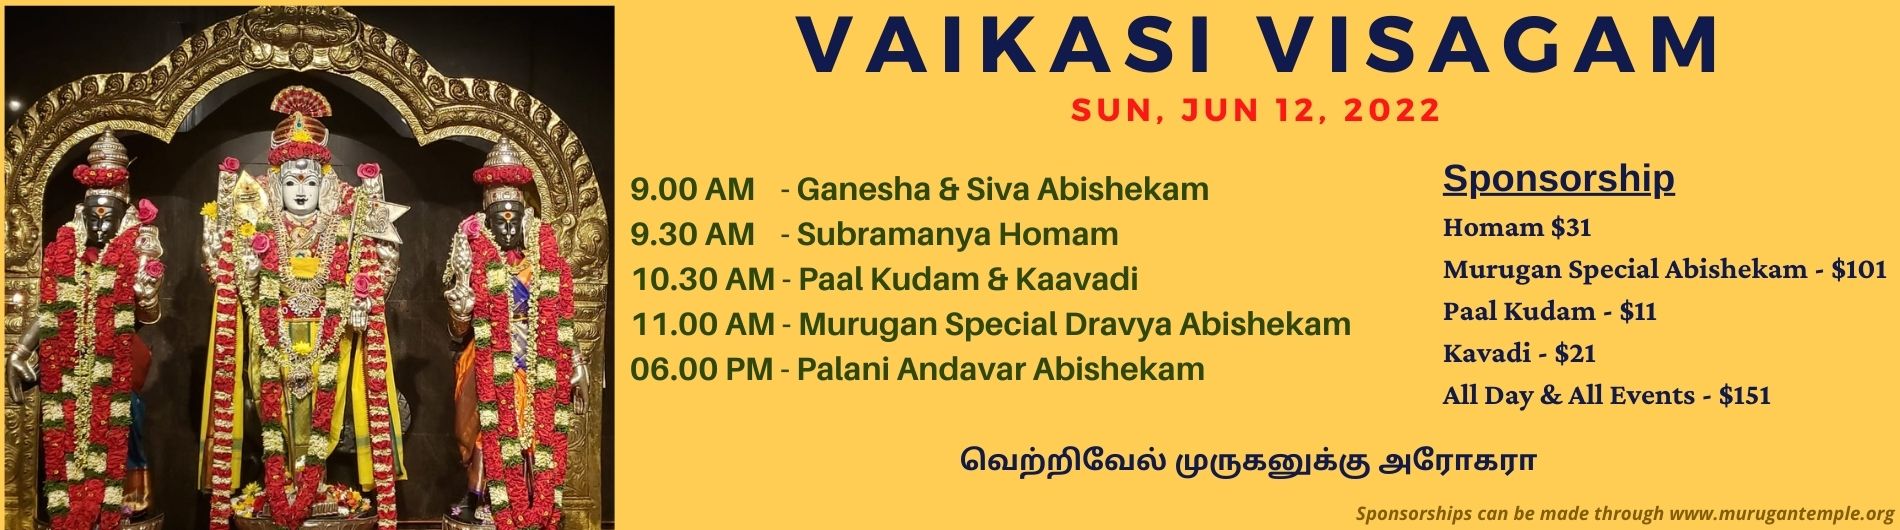 VAIKASI VISAGAM
SUN, JUN 12, 2022
9.00 AM - Ganesha & Siva Abishekam
9.30 AM - Subramanya Homam
10.30 AM - Paal Kudam & Kaavadi
11.00 AM - Murugan Special Dravya Abishekam
06.00 PM - Palani Andavar Abishekam
Sponsorship
Homam $31
Murugan Special Abishekam - $101
Paal Kudam - $11
Kavadi - $21
All Day & All Events - $151
வெற்றிவேல் முருகனுக்கு அரோகரா
Sponsorships can be made through www.murugantemple.org